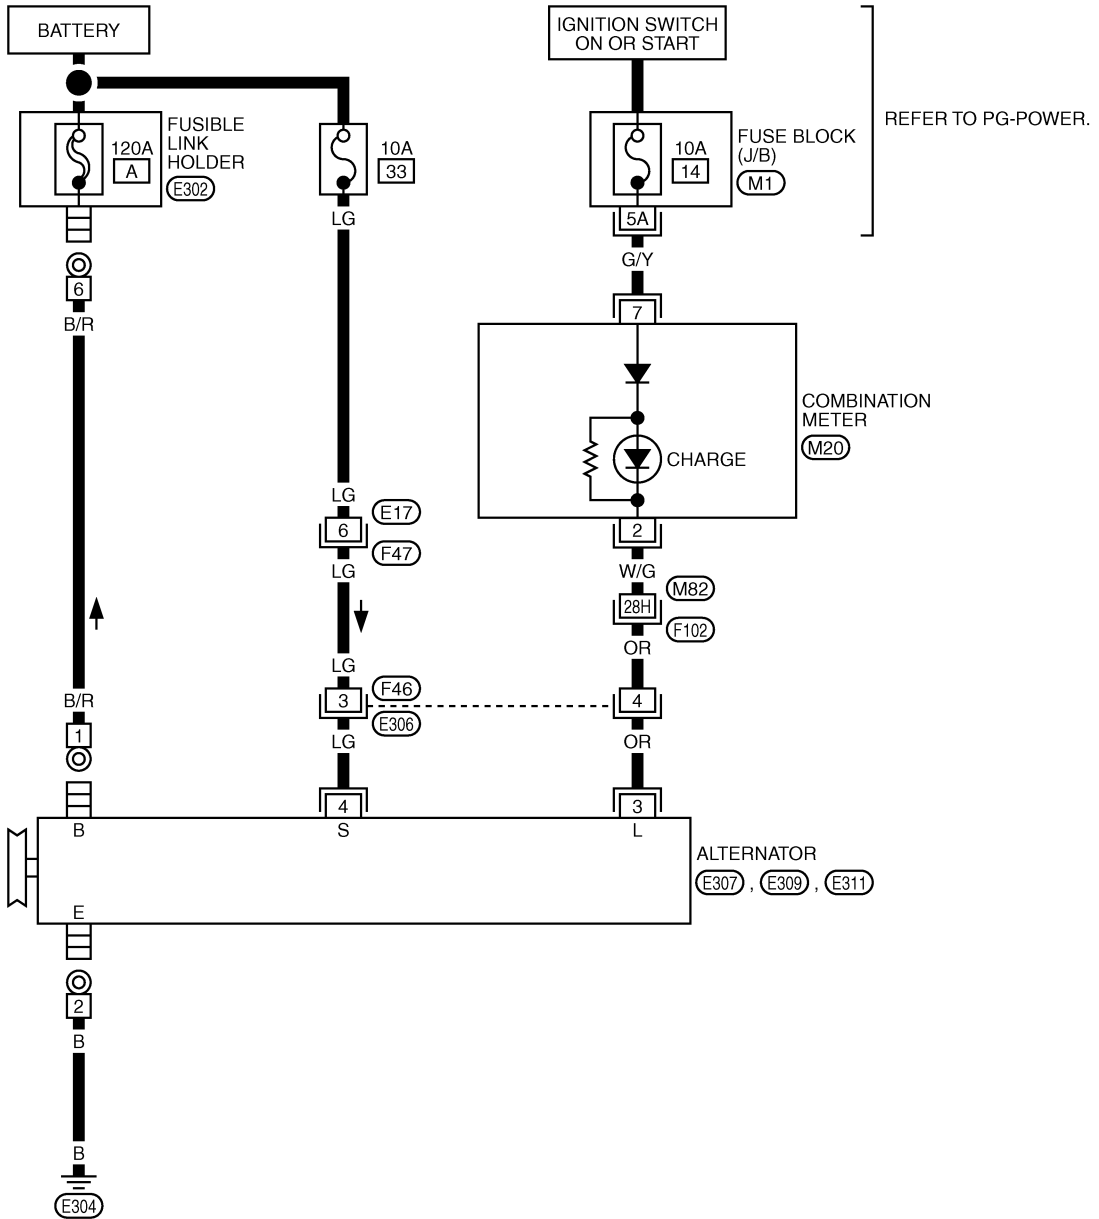 BATTERY
IGNITION SWITCH
ON OR START
REFER TO PG-POWER.
120A
A
FUSIBLE
LINK
HOLDER
E302
10A
33
10A
14
FUSE BLOCK
(J/B)
M1
LG
5A
G/Y
6
B/R
7
COMBINATION
METER
M20
CHARGE
LG
6
E17
F47
LG
2
W/G
28H
M82
F102
OR
LG
B/R
1
3
F46
E306
4
LG
OR
4
3
B
S
L
ALTERNATOR
E307 , E309 , E311
E
2
B
B
E304